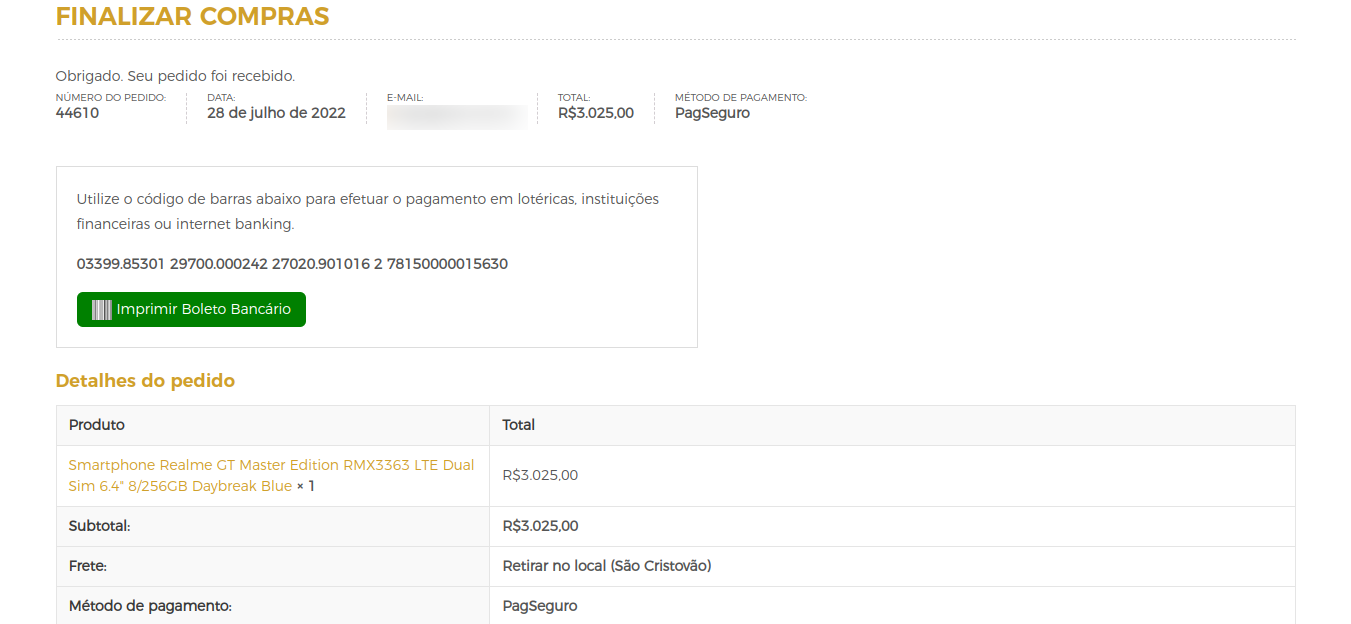 FINALIZAR COMPRAS
Obrigado. Seu pedido foi recebido.
NÚMERO DO PEDIDO:
44610
DATA:
28 de julho de 2022
E-MAIL:
TOTAL:
R$3.025,00
MÉTODO DE PAGAMENTO:
PagSeguro
Utilize o código de barras abaixo para efetuar o pagamento em lotéricas, instituições
financeiras ou internet banking.
03399.85301 29700.000242 27020.901016 2 78150000015630
Imprimir Boleto Bancário
Detalhes do pedido
Produto
Total
Smartphone Realme GT Master Edition RMX3363 LTE Dual
Sim 6.4" 8/256GB Daybreak Blue × 1
R$3.025,00
Subtotal:
R$3.025,00
Frete:
Retirar no local (São Cristovão)
Método de pagamento:
PagSeguro